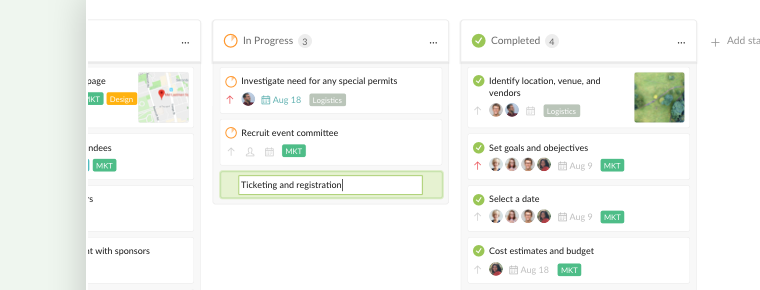 page
MKT Design
ndees
MKT
rs
nt with sponsors
In Progress 3
Investigate need for any special permits
Aug 18 Logistics
Recruit event committee
MKT
Ticketing and registration
Completed 4
Identify location, venue, and
vendors
Logistics
Set goals and obejectives
Aug 9 MKT
Select a date
Aug 9 MKT
Cost estimates and budget
Aug 18 MKT
+ Add sta